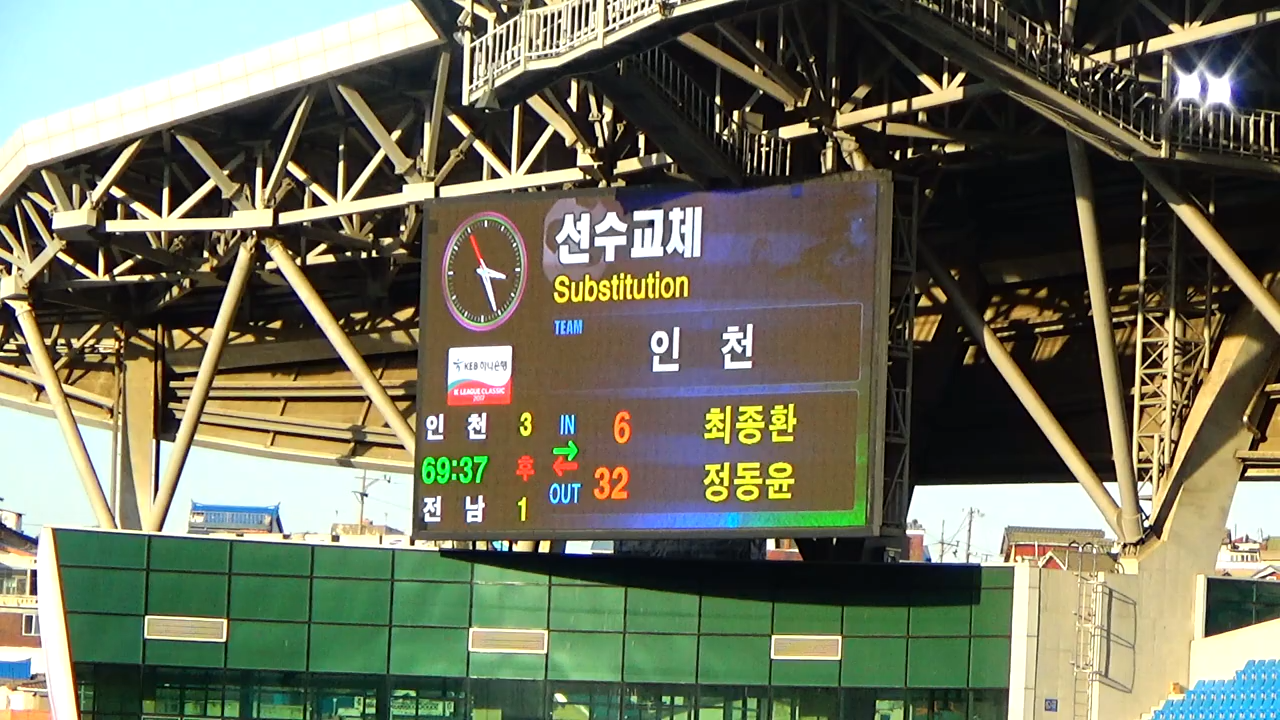 선수교체
Substitution
TEAM
인 천
KEB 하나은행
K LEAGUE CLASSIC
2017
인 천 3 IN 6 최종환
69:37 후
OUT 32 정동윤
전 남 1